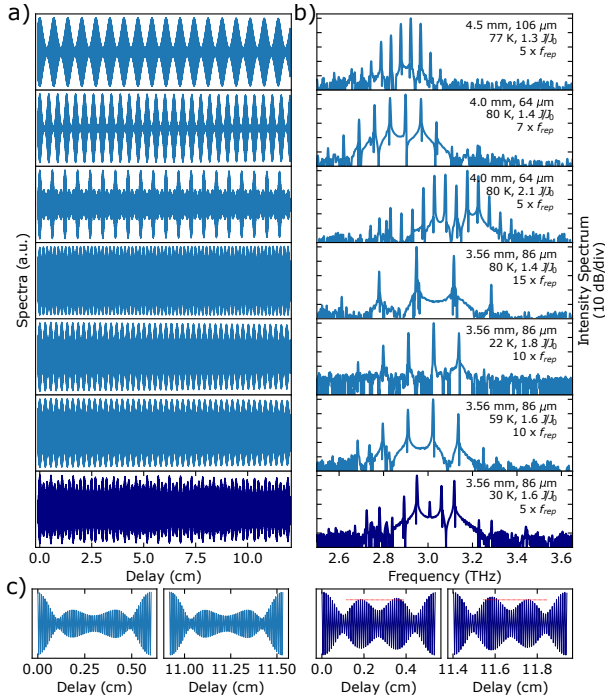 a)
b)
4.5 mm, 106 μm
77 K, 1.3 J/J₀
5 x f_rep
4.0 mm, 64 μm
80 K, 1.4 J/J₀
7 x f_rep
4.0 mm, 64 μm
80 K, 2.1 J/J₀
5 x f_rep
3.56 mm, 86 μm
80 K, 1.4 J/J₀
15 x f_rep
3.56 mm, 86 μm
22 K, 1.8 J/J₀
10 x f_rep
3.56 mm, 86 μm
59 K, 1.6 J/J₀
10 x f_rep
3.56 mm, 86 μm
30 K, 1.6 J/J₀
5 x f_rep
Spectra (a.u.)
Intensity Spectrum
(10 dB/div)
0.0 2.5 5.0 7.5 10.0
Delay (cm)
2.6 2.8 3.0 3.2 3.4 3.6
Frequency (THz)
c)
0.00 0.25 0.50
Delay (cm)
11.00 11.25 11.50
Delay (cm)
0.0 0.2 0.4
Delay (cm)
11.4 11.6 11.8
Delay (cm)